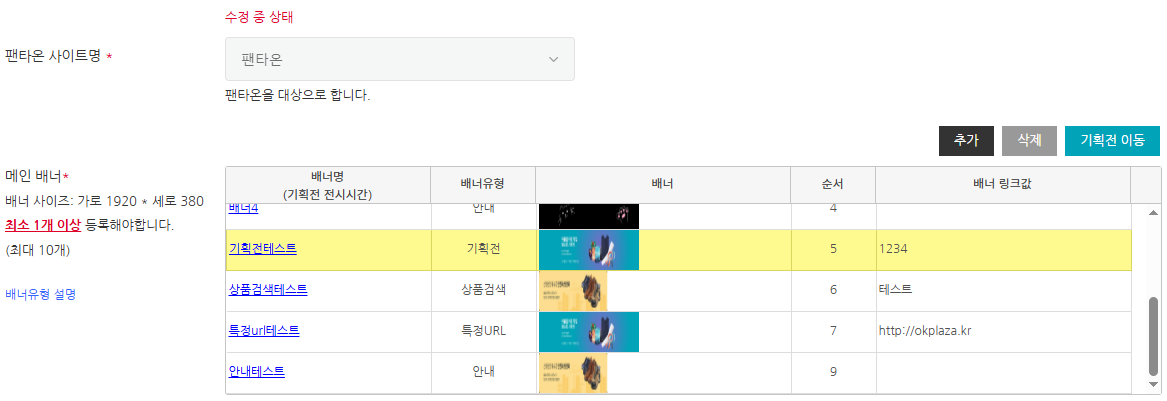 수정 중 상태
팬타온 사이트명 *
팬타온
팬타온을 대상으로 합니다.
추가 삭제 기획전 이동
메인 배너*
배너 사이즈: 가로 1920 * 세로 380
최소 1개 이상 등록해야합니다.
(최대 10개)
배너유형 설명
배너명
(기획전 전시시간) 배너유형 배너 순서 배너 링크값
배너4 안내 4
기획전테스트 기획전 5 1234
상품검색테스트 상품검색 6 테스트
특정url테스트 특정URL 7 http://okplaza.kr
안내테스트 안내 9